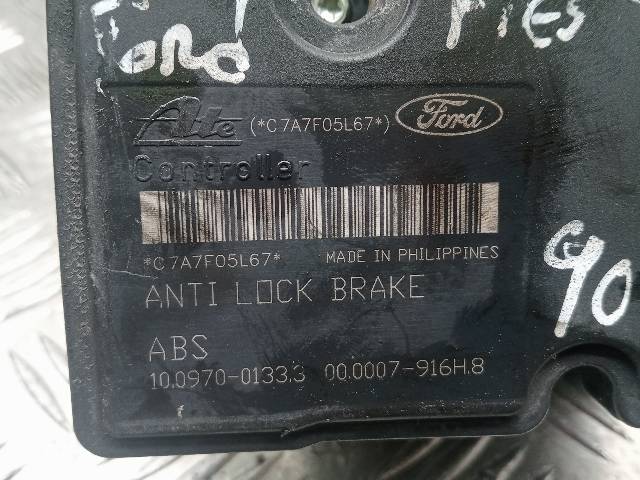 FORD
FIES
Ate (*C7A7F05L67*) Ford
Controller
*C7A7F05L67* MADE IN PHILIPPINES
ANTI LOCK BRAKE
ABS
10.0970-0133.3 00.0007-916H.8
90